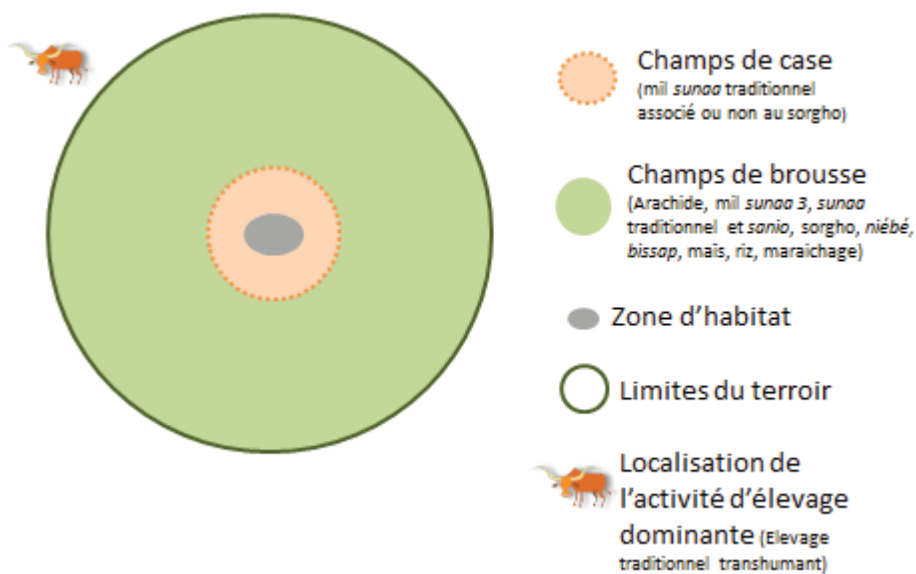 Champs de case
(mil sunaa traditionnel
associé ou non au sorgho)
Champs de brousse
(Arachide, mil sunaa 3, sunaa
traditionnel et sanio, sorgho, niébé,
bissap, maïs, riz, maraichage)
Zone d'habitat
Limites du terroir
Localisation de
l'activité d'élevage
dominante (Elevage
traditionnel transhumant)